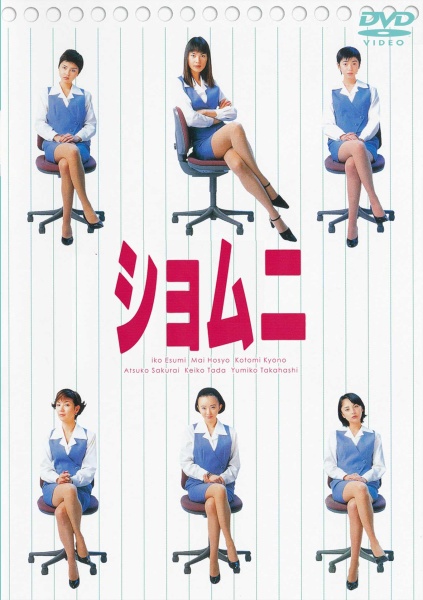 DVD
VIDEO
ショムニ
iko Esumi Mai Hosyo Kotomi Kyono
Atsuko Sakurai Keiko Tada Yumiko Takahashi